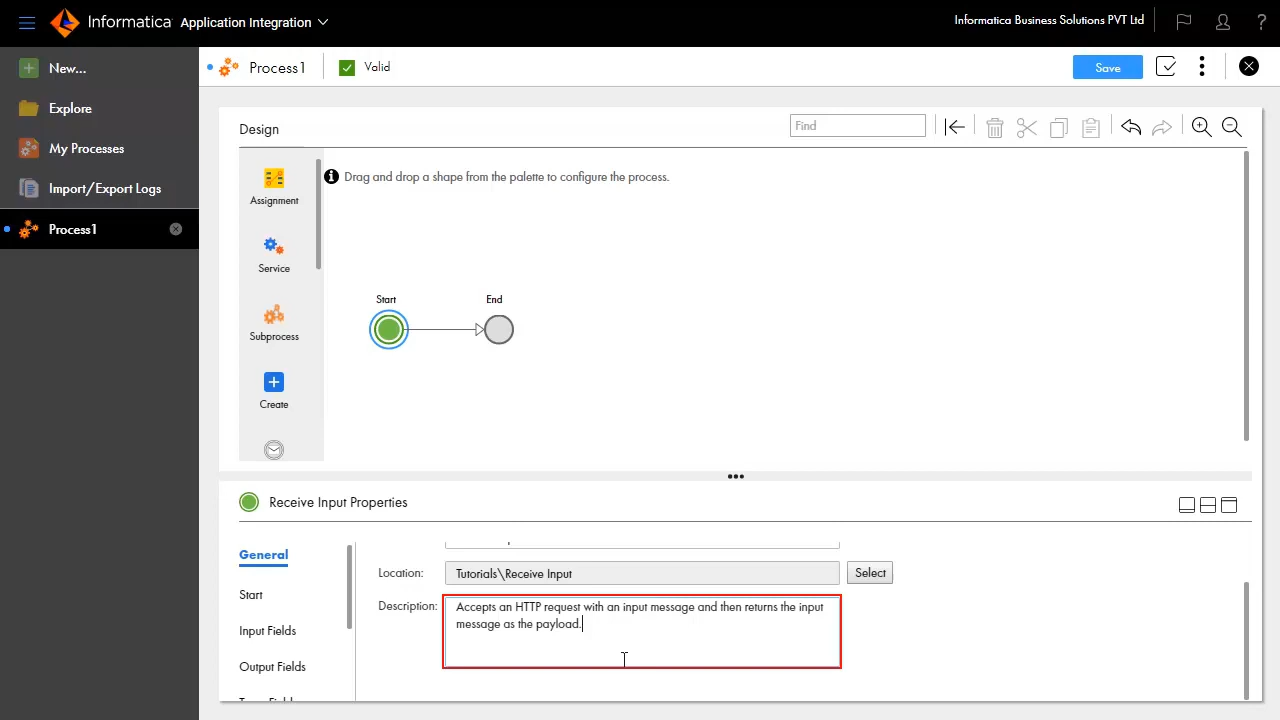 Informatica Application Integration
Informatica Business Solutions PVT Ltd
?
New...
Explore
My Processes
Import/Export Logs
Process1
Process1
Valid
Save
Design
Find
Drag and drop a shape from the palette to configure the process.
Assignment
Service
Subprocess
Create
Start
End
Receive Input Properties
General
Start
Input Fields
Output Fields
Location:
Tutorials\Receive Input
Select
Description:
Accepts an HTTP request with an input message and then returns the input
message as the payload.